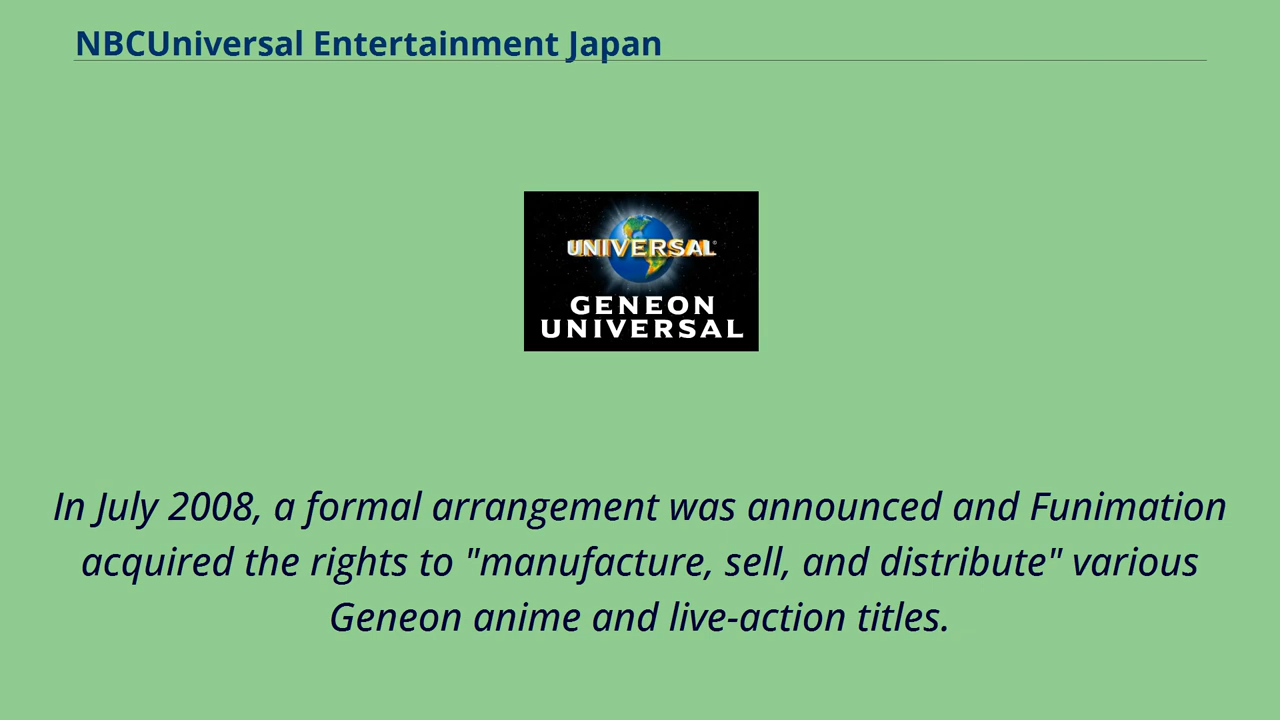 NBCUniversal Entertainment Japan
UNIVERSAL
GENEON
UNIVERSAL
In July 2008, a formal arrangement was announced and Funimation
acquired the rights to "manufacture, sell, and distribute" various
Geneon anime and live-action titles.